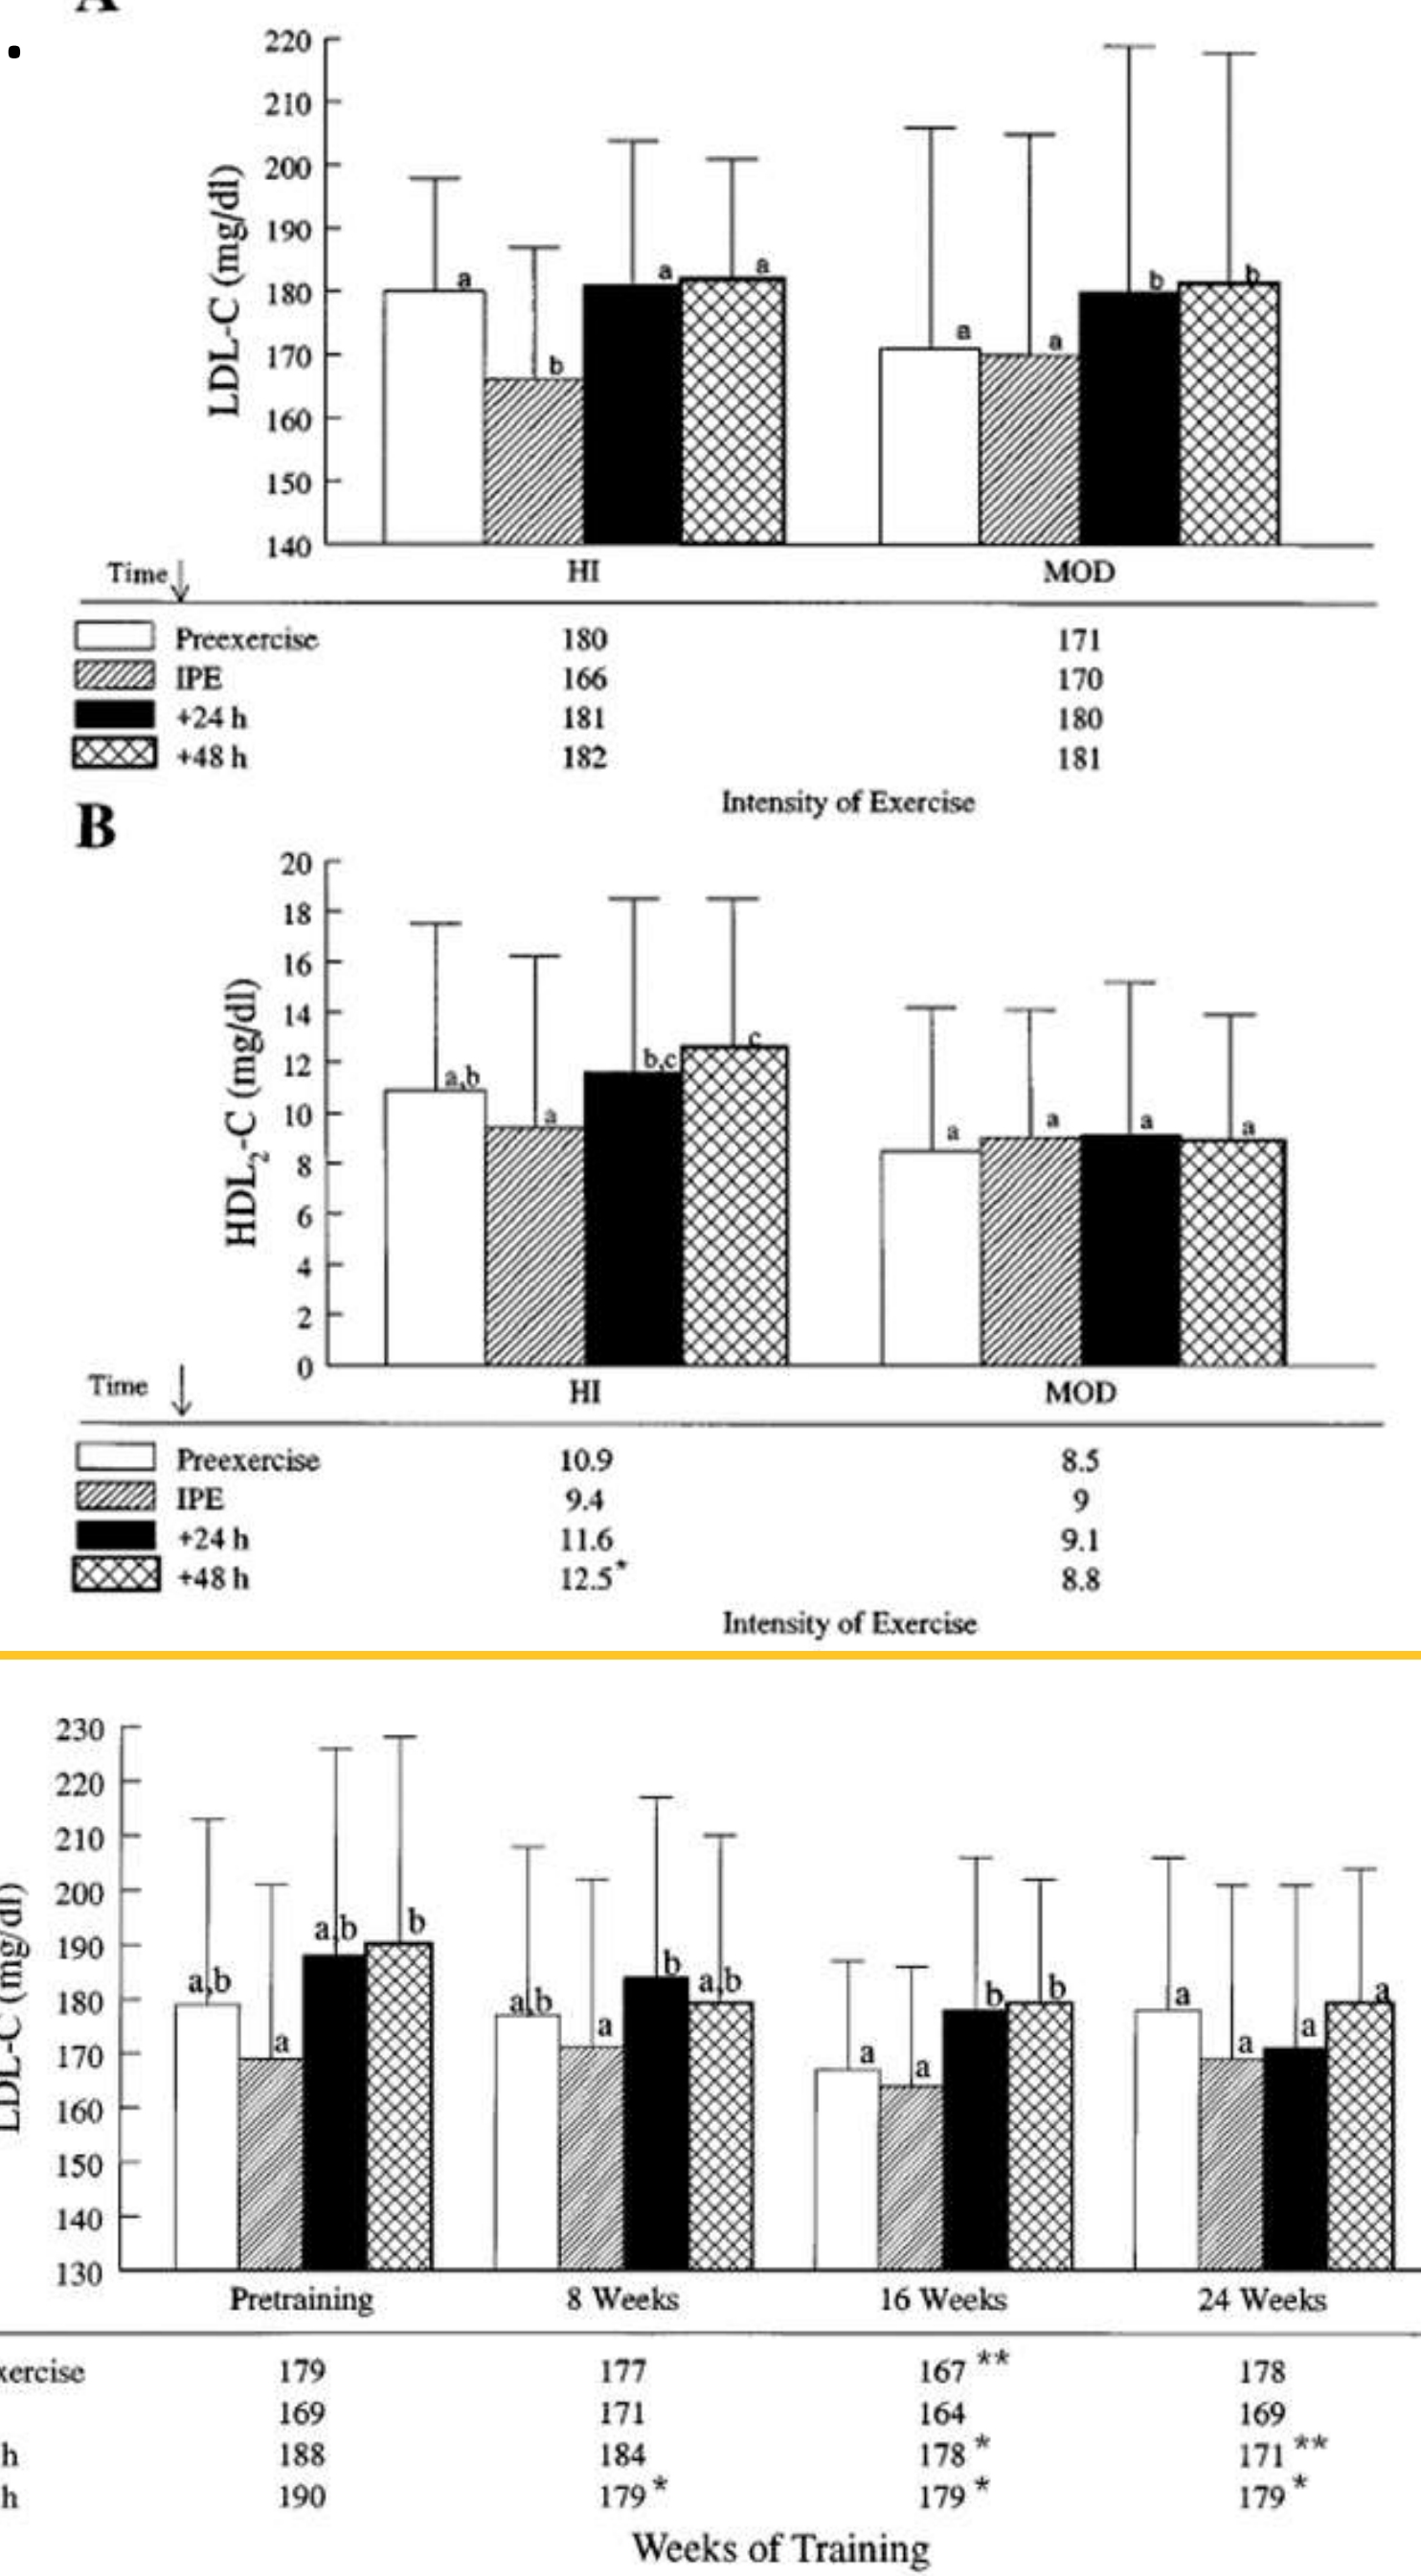 A
220
210
200
190
180
170
160
150
140
LDL-C (mg/dl)
a
b
a
a
a
a
b
b
Time HI MOD
Preexercise 180 171
IPE 166 170
+24 h 181 180
+48 h 182 181
Intensity of Exercise
B
20
18
16
14
12
10
8
6
4
2
0
HDL2-C (mg/dl)
a,b
a
b,c
c
a
a
a
a
Time HI MOD
Preexercise 10.9 8.5
IPE 9.4 9
+24 h 11.6 9.1
+48 h 12.5* 8.8
Intensity of Exercise
230
220
210
200
190
180
170
160
150
140
130
LDL-C (mg/dl)
a,b
a
a,b
b
a,b
a
b
a,b
a
a
b
b
a
a
a
a
Pretraining 8 Weeks 16 Weeks 24 Weeks
xercise 179 177 167 ** 178
169 171 164 169
h 188 184 178 * 171 **
h 190 179 * 179 * 179 *
Weeks of Training